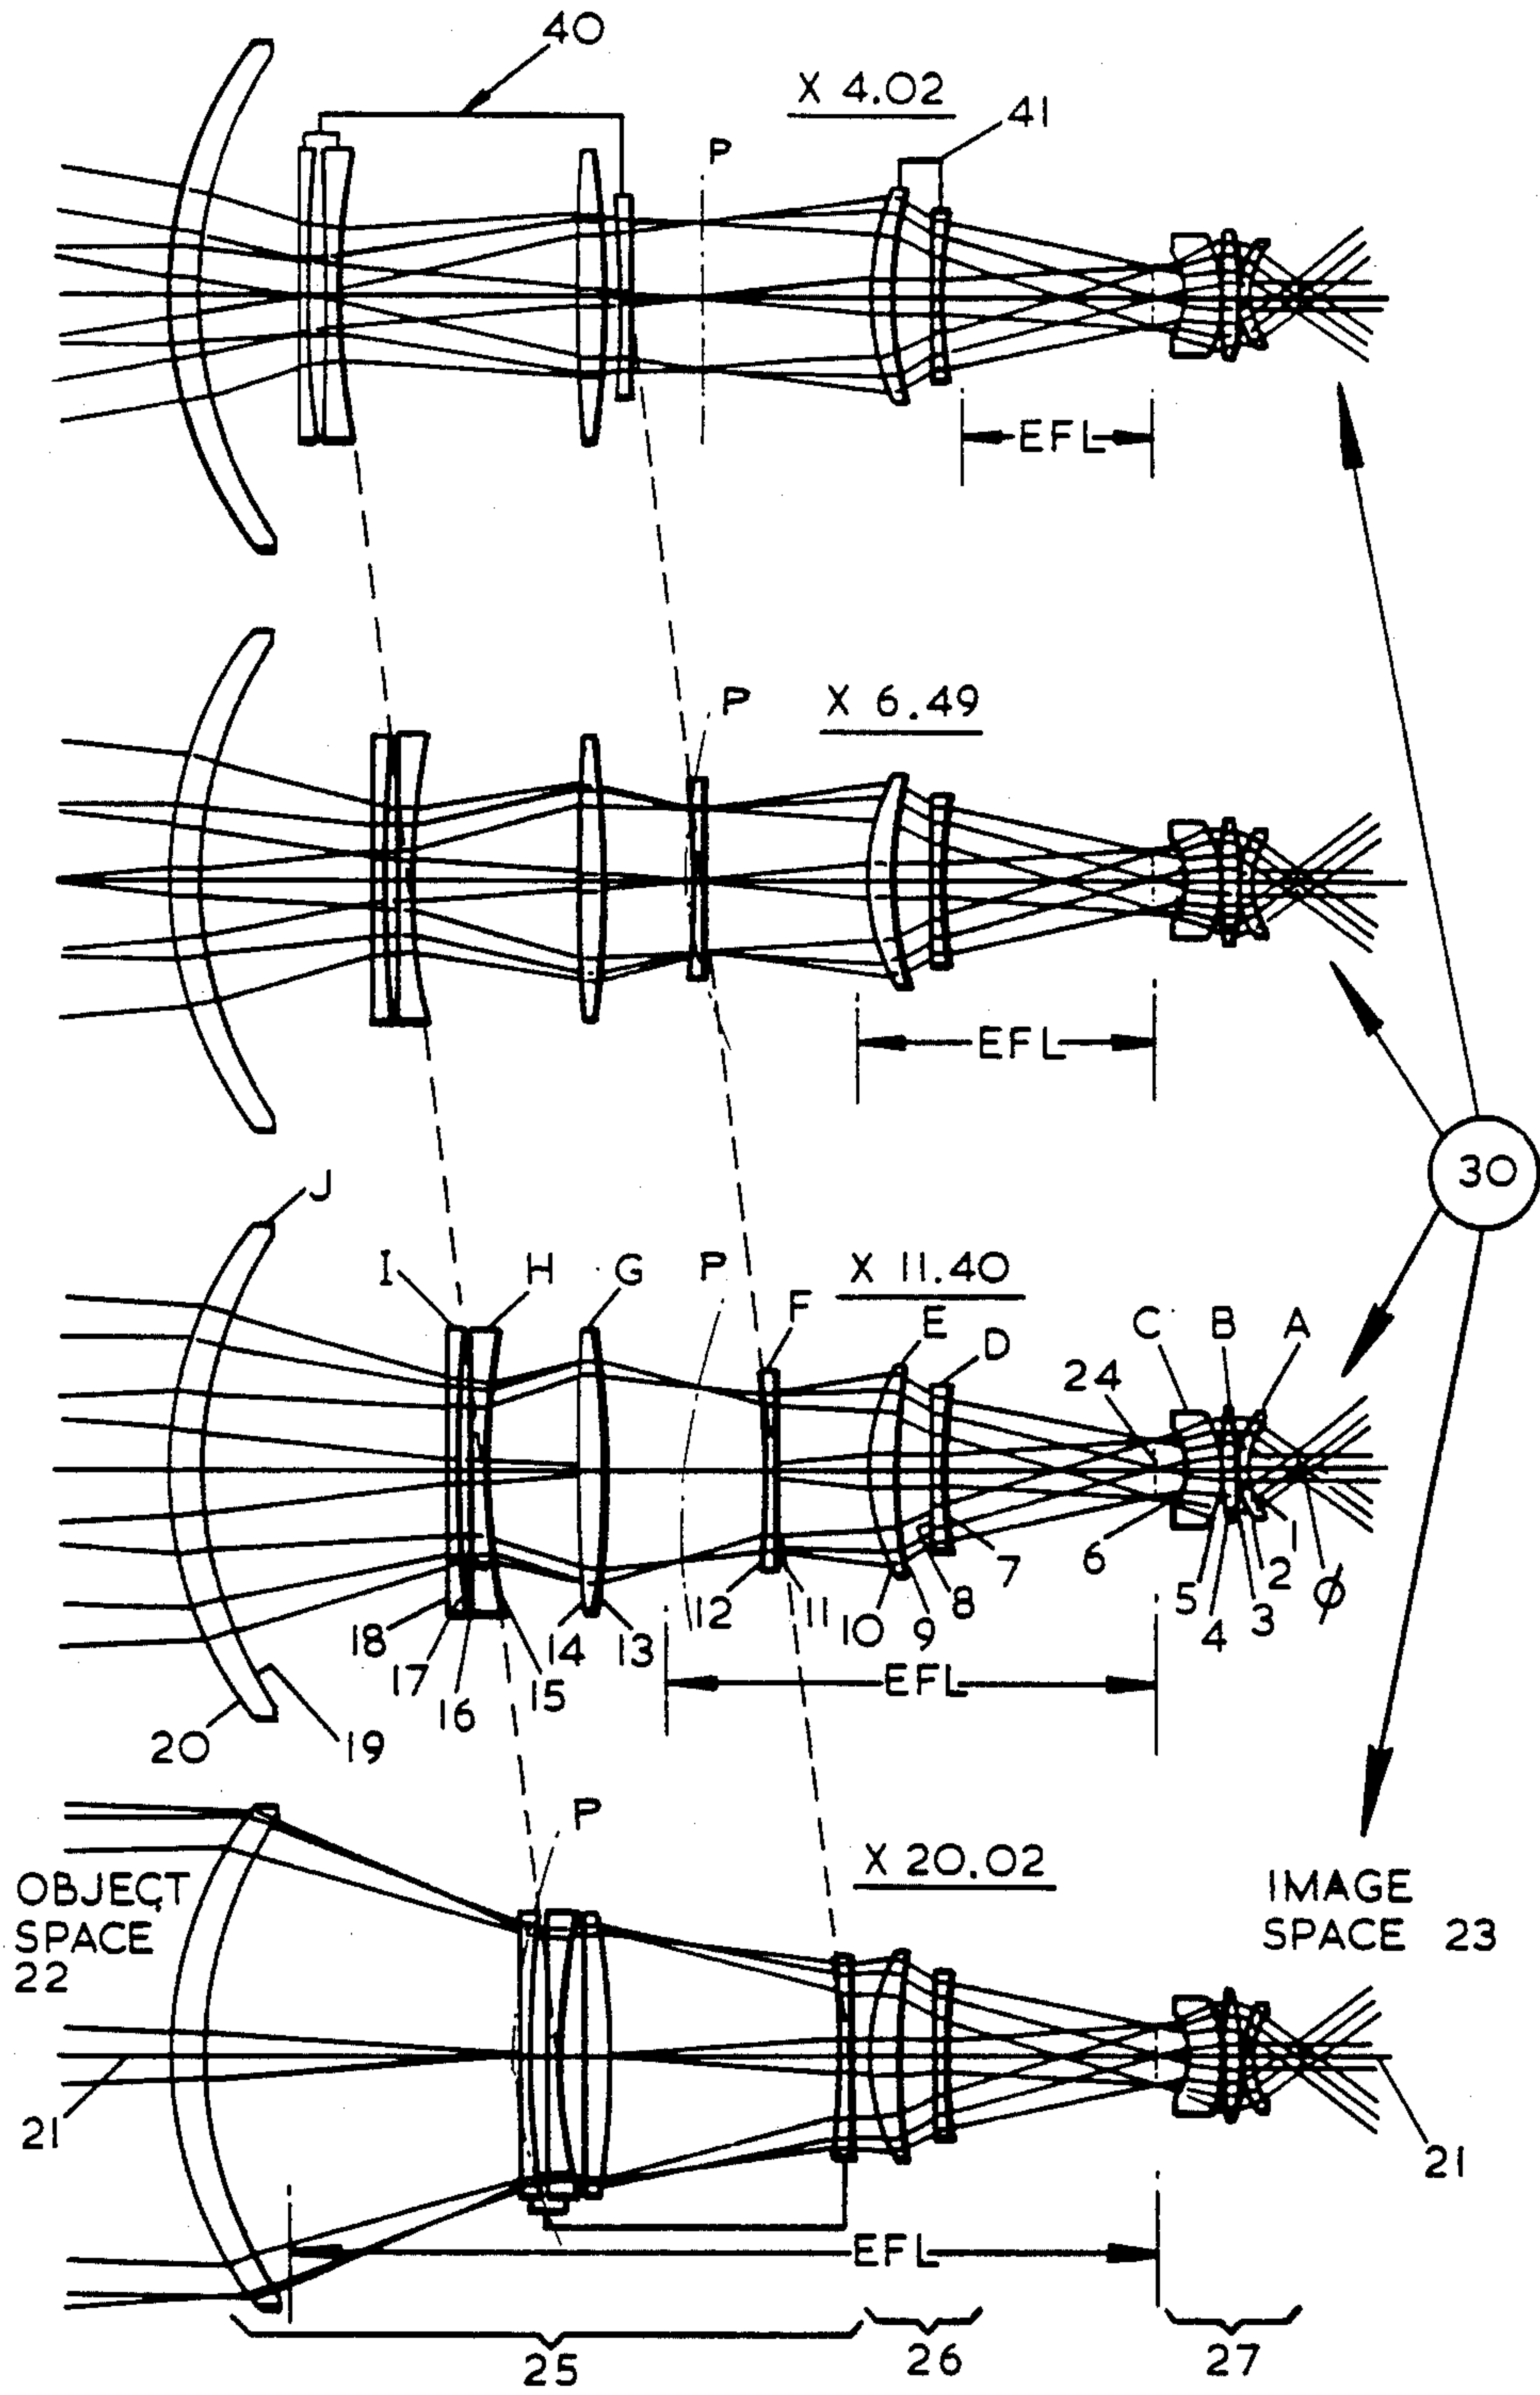 40
X 4.02
41
P
EFL
P
X 6.49
EFL
30
J
I
H
G
P
X 11.40
F
E
D
C
B
A
24
18
17
16
15
14
13
12
11
10
9
8
7
6
5
4
3
2
1
ϕ
20
19
EFL
P
X 20.02
OBJECT
SPACE
22
IMAGE
SPACE 23
21
21
EFL
25
26
27